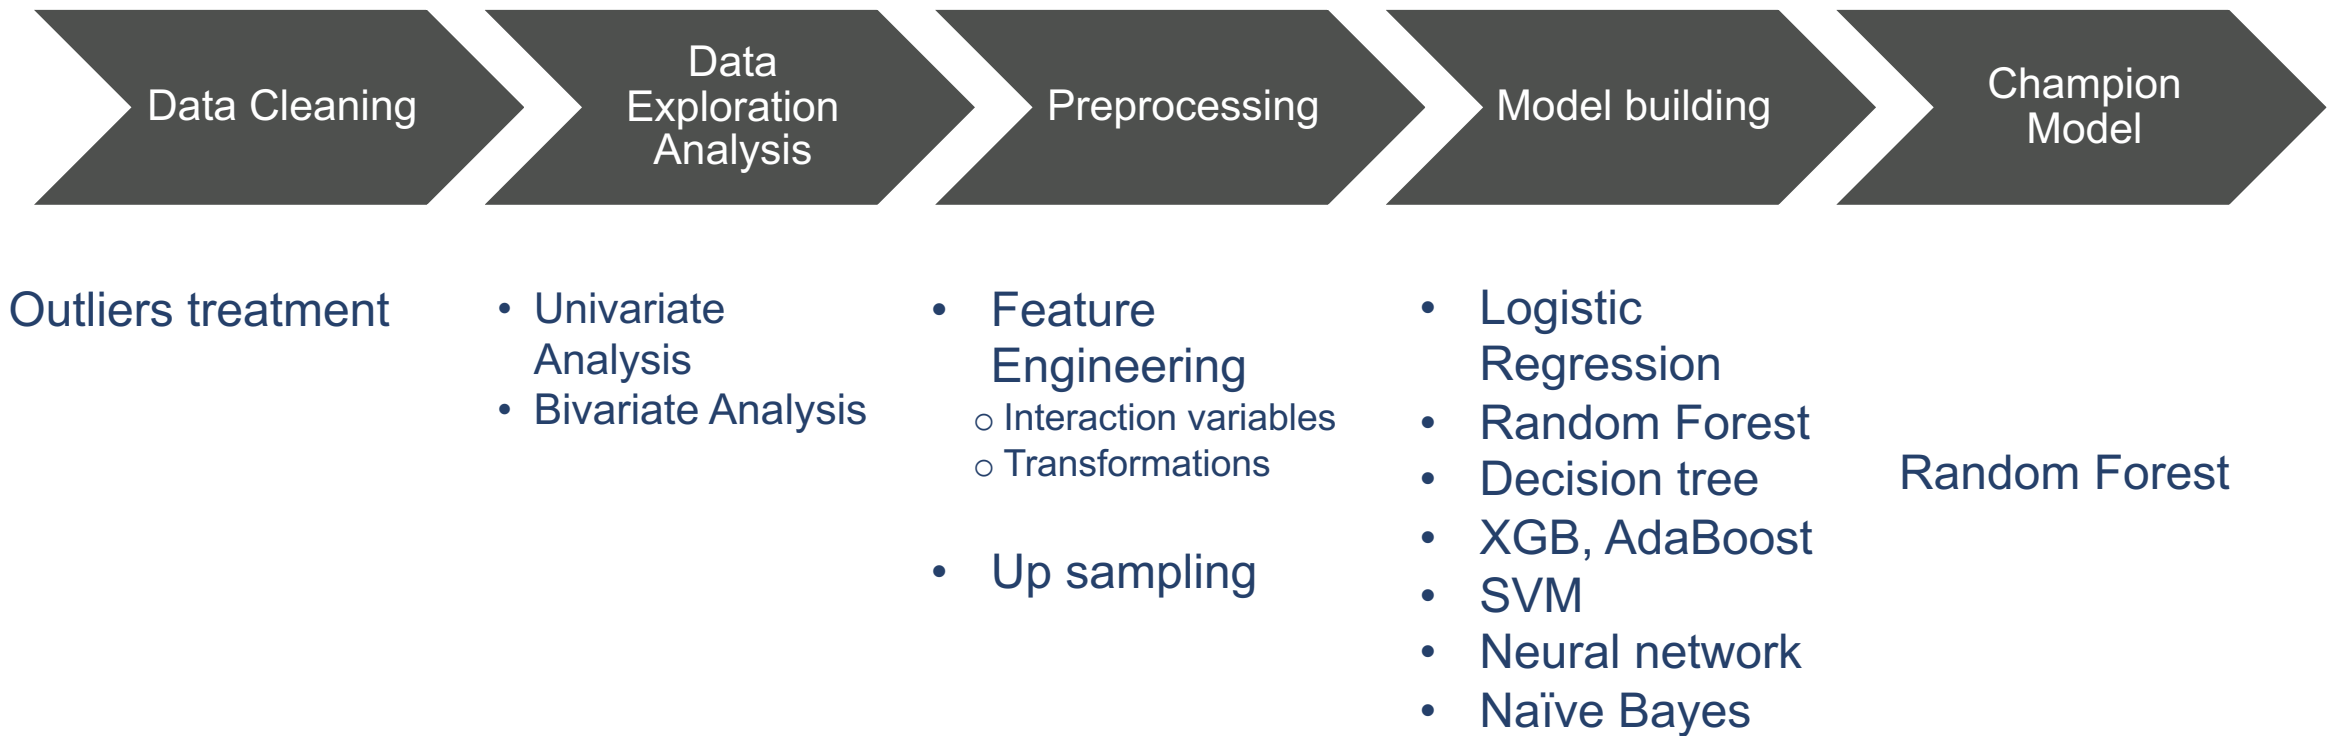 Data Cleaning
Data
Exploration
Analysis
Preprocessing
Model building
Champion
Model
Outliers treatment
• Univariate
Analysis
• Bivariate Analysis
• Feature
Engineering
○ Interaction variables
○ Transformations
• Up sampling
• Logistic
Regression
• Random Forest
• Decision tree
• XGB, AdaBoost
• SVM
• Neural network
• Naïve Bayes
Random Forest